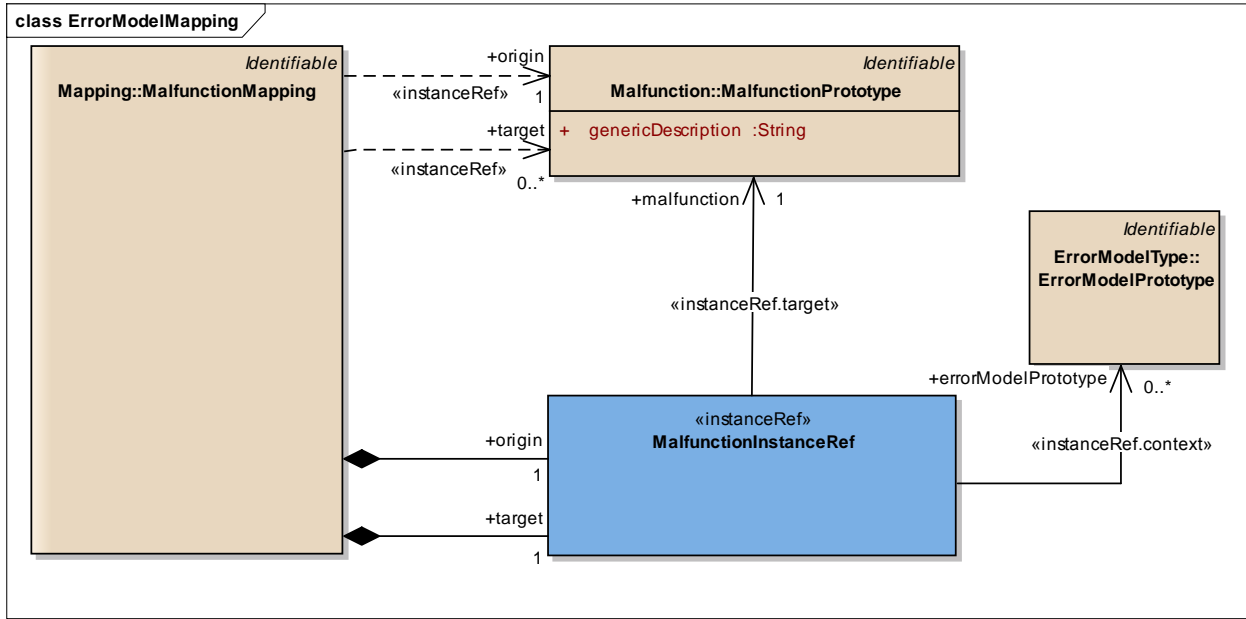 class ErrorModelMapping
Identifiable
Mapping::MalfunctionMapping
+origin
«instanceRef»
1
+target
«instanceRef»
0..*
Identifiable
Malfunction::MalfunctionPrototype
+ genericDescription :String
+malfunction
1
«instanceRef.target»
Identifiable
ErrorModelType::
ErrorModelPrototype
+errorModelPrototype
0..*
«instanceRef.context»
«instanceRef»
MalfunctionInstanceRef
+origin
1
+target
1